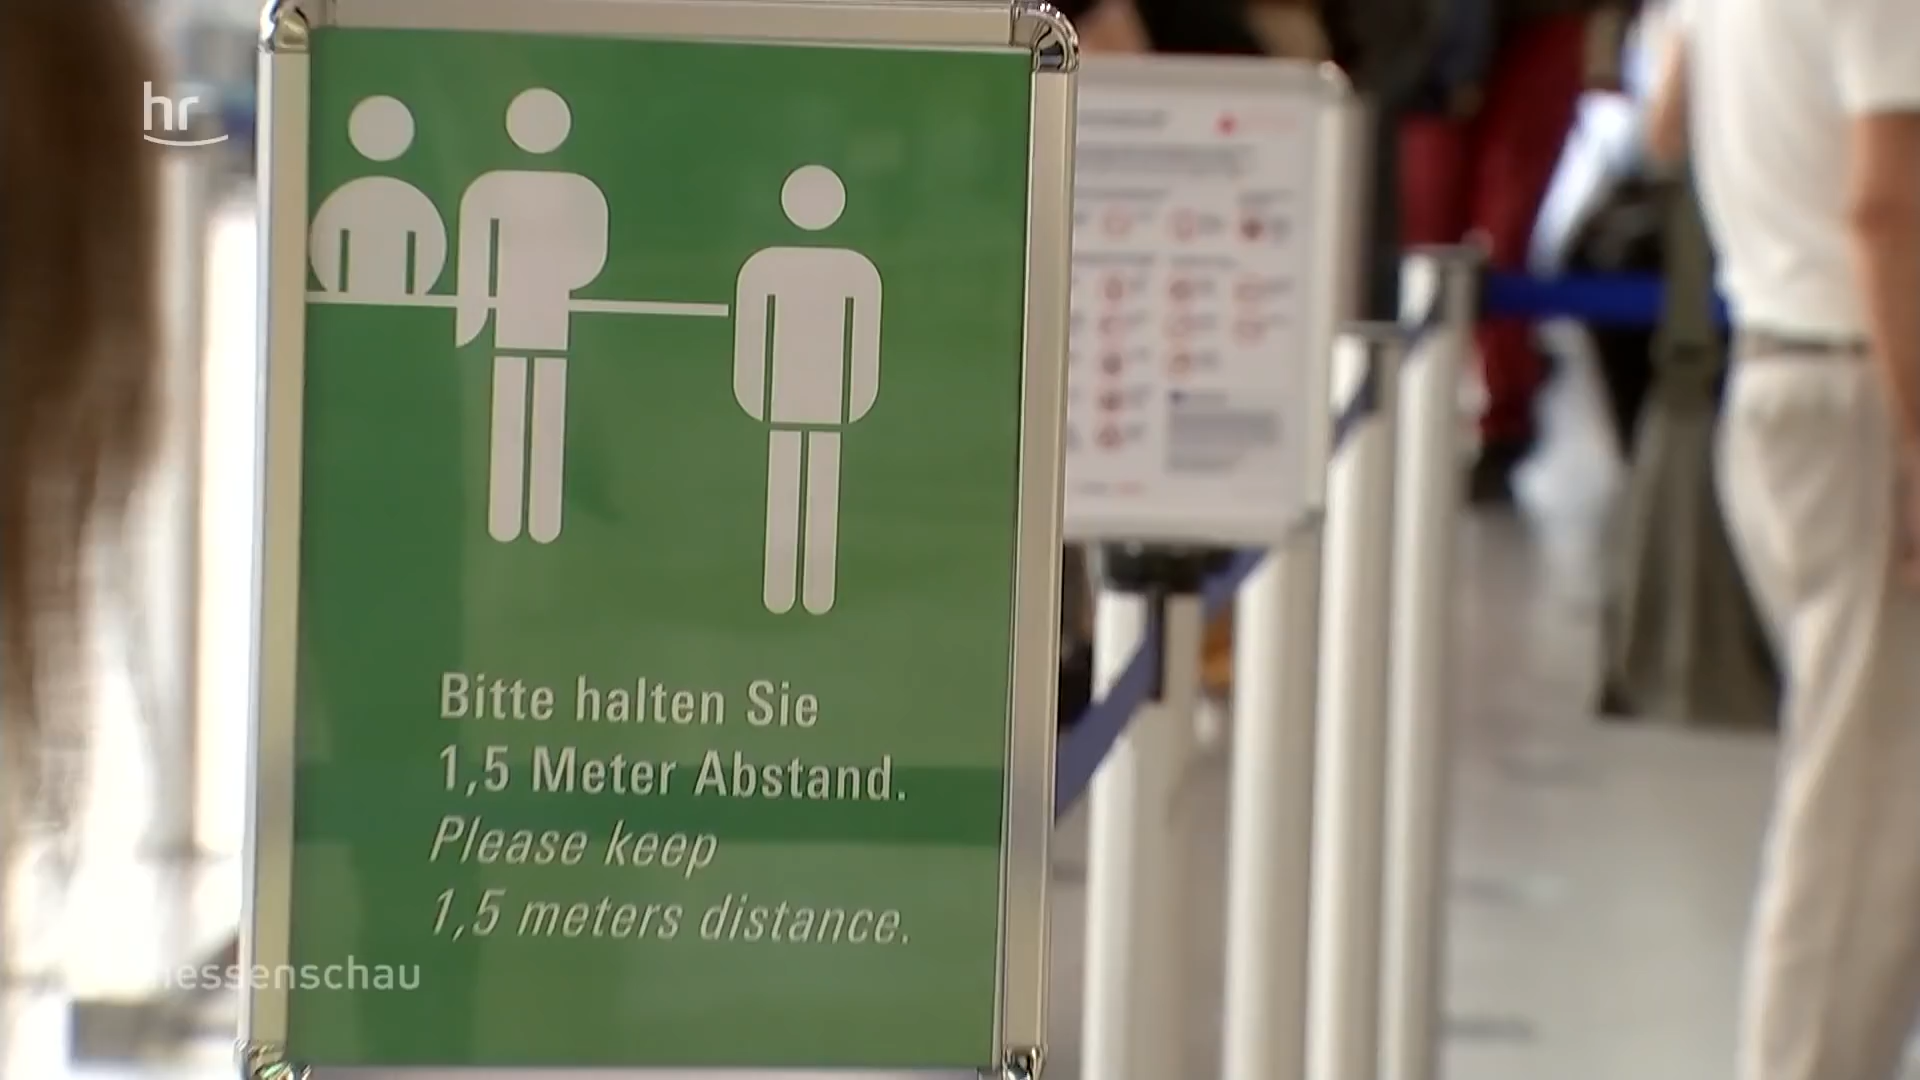 hr
Bitte halten Sie
1,5 Meter Abstand.
Please keep
1,5 meters distance.
hessenschau